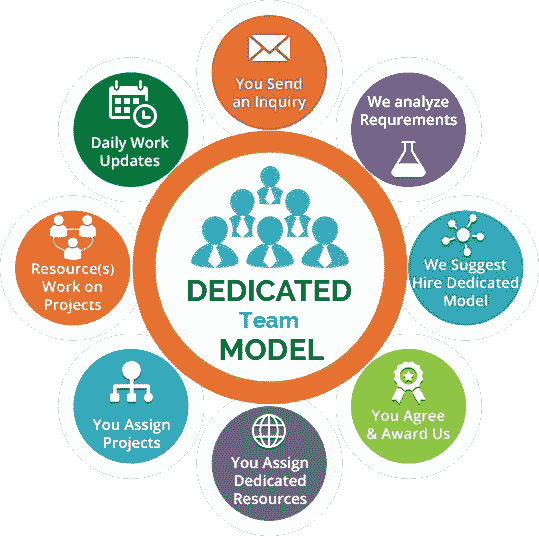 You Send
an Inquiry
We analyze
Requrements
We Suggest
Hire Dedicated
Model
You Agree
& Award Us
You Assign
Dedicated
Resources
You Assign
Projects
Resource(s)
Work on
Projects
Daily Work
Updates
DEDICATED
Team
MODEL